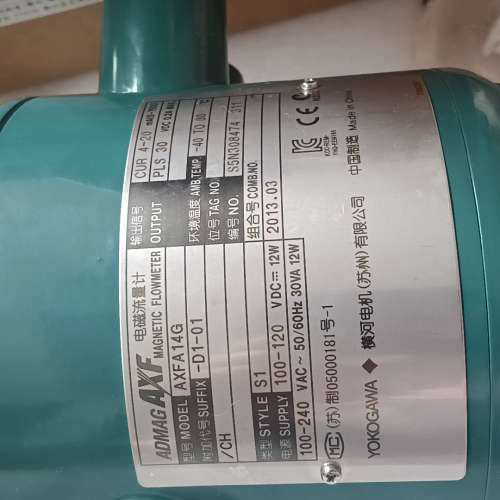 ADMAG AXF 电磁流量计
MAGNETIC FLOWMETER
型号 MODEL AXFA14G
附加代号 SUFFIX -D1-01
/CH
类型 STYLE S1
电源 SUPPLY 100-120 V DC ⎓ 12W
100-240 VAC ~ 50/60Hz 30VA 12W
输出信号 OUTPUT CUR 4-20
PLS 30 VDC
环境温度 AMB.TEMP. -40 TO 60 ℃
位号 TAG NO.
编号 NO. S5N308474 311
组合号 COMB.NO.
2013.03
CE
MC (苏)制05000181号-1
YOKOGAWA 横河电机(苏州)有限公司
中国制造 Made in China